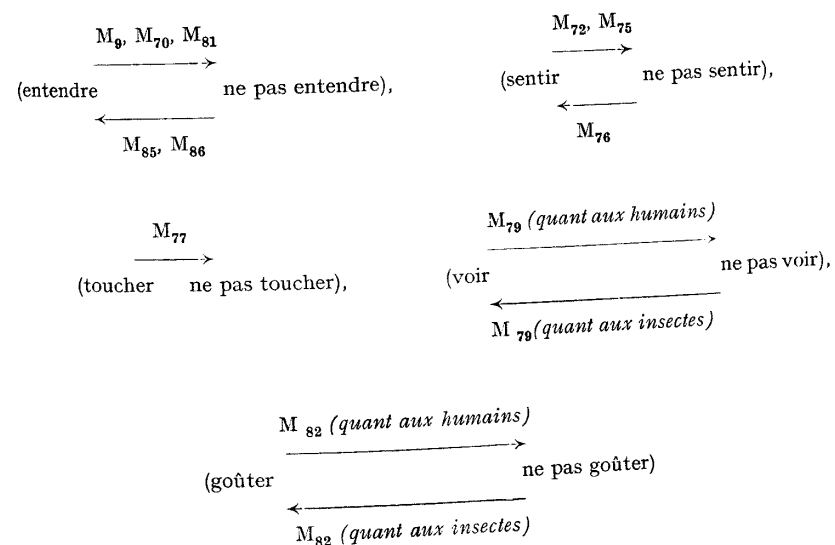 M₉, M₇₀, M₈₁
(entendre ne pas entendre),
M₈₅, M₈₆
M₇₂, M₇₅
(sentir ne pas sentir),
M₇₆
M₇₇
(toucher ne pas toucher),
M₇₉ (quant aux humains)
(voir ne pas voir),
M₇₉ (quant aux insectes)
M₈₂ (quant aux humains)
(goûter ne pas goûter)
M₈₂ (quant aux insectes)